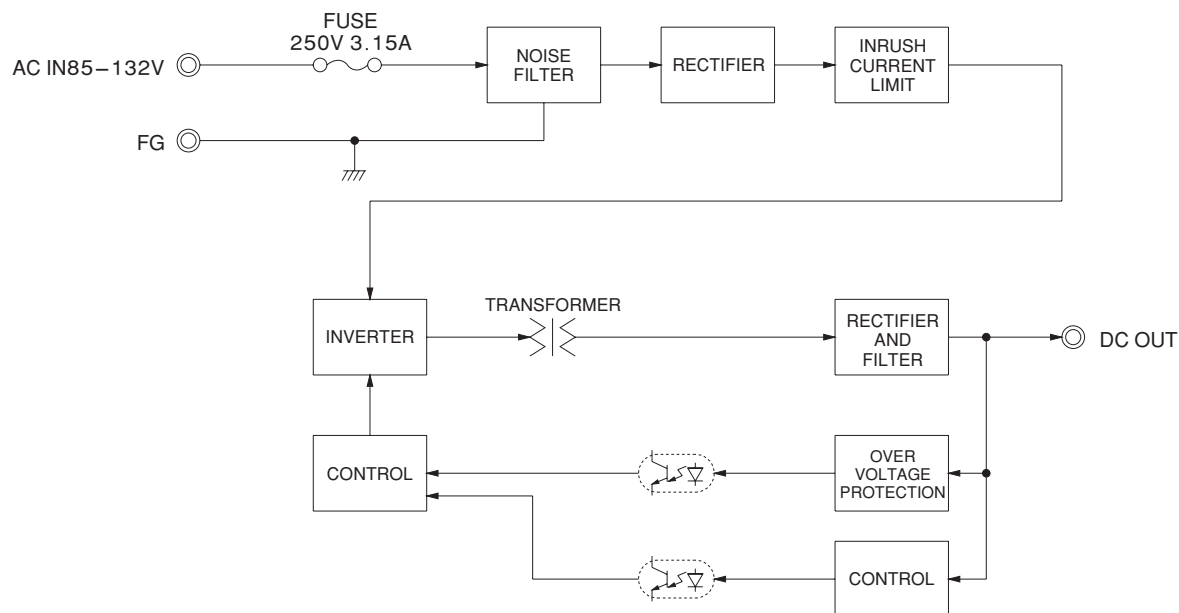 FUSE
250V 3.15A
AC IN85–132V
NOISE
FILTER
RECTIFIER
INRUSH
CURRENT
LIMIT
FG
TRANSFORMER
INVERTER
RECTIFIER
AND
FILTER
DC OUT
CONTROL
OVER
VOLTAGE
PROTECTION
CONTROL